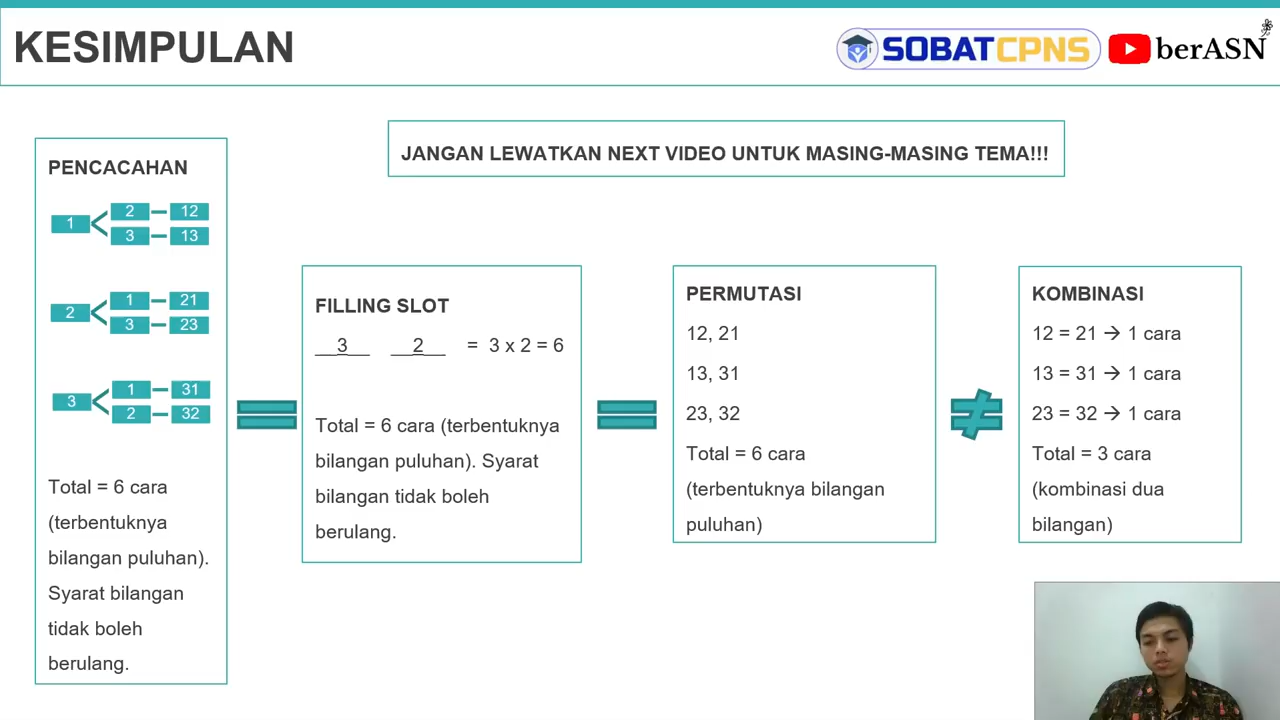 KESIMPULAN
SOBATCPNS
berASN
JANGAN LEWATKAN NEXT VIDEO UNTUK MASING-MASING TEMA!!!
PENCACAHAN
1
2
12
3
13
2
1
21
3
23
3
1
31
2
32
Total = 6 cara
(terbentuknya
bilangan puluhan).
Syarat bilangan
tidak boleh
berulang.
FILLING SLOT
__3__ __2__ = 3 x 2 = 6
Total = 6 cara (terbentuknya
bilangan puluhan). Syarat
bilangan tidak boleh
berulang.
=
=
PERMUTASI
12, 21
13, 31
23, 32
Total = 6 cara
(terbentuknya bilangan
puluhan)
≠
KOMBINASI
12 = 21 → 1 cara
13 = 31 → 1 cara
23 = 32 → 1 cara
Total = 3 cara
(kombinasi dua
bilangan)